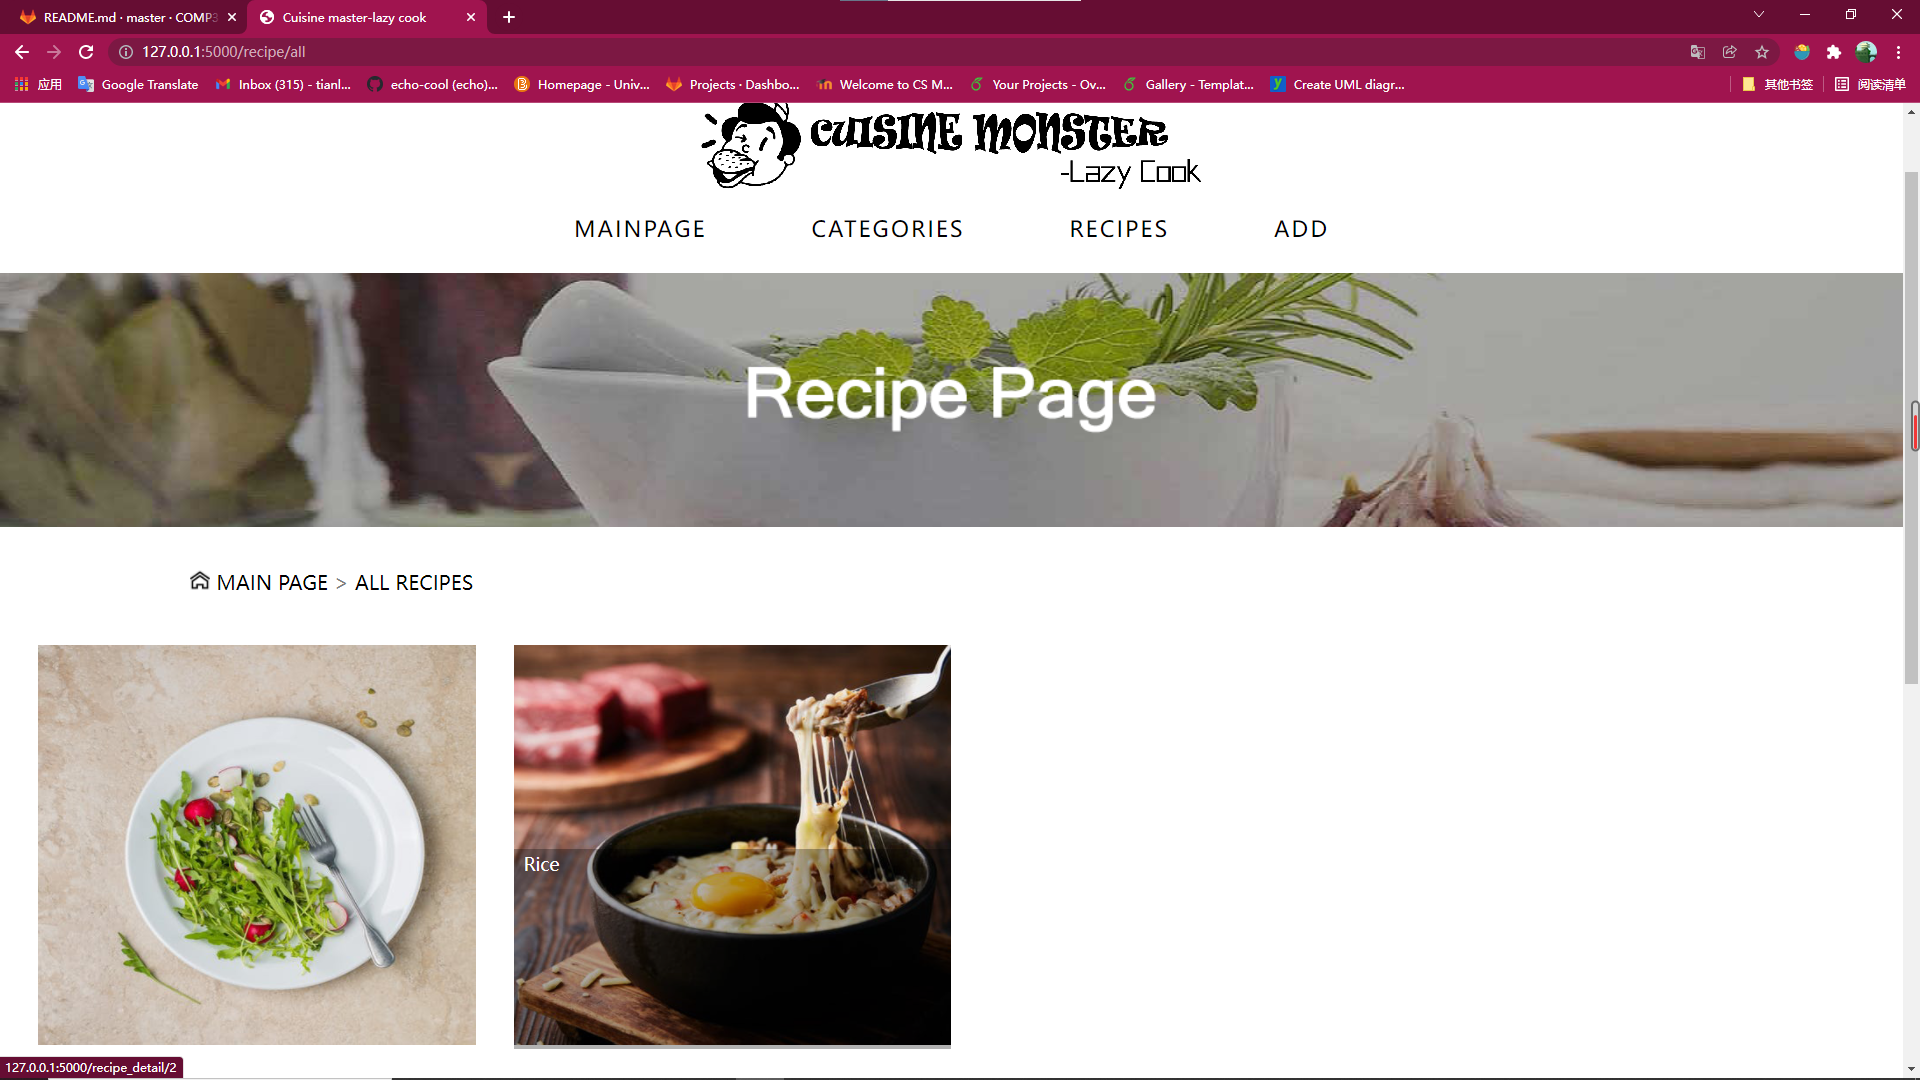 README.md · master · COMP3
Cuisine master-lazy cook
127.0.0.1:5000/recipe/all
应用
Google Translate
Inbox (315) - tianl...
echo-cool (echo)...
Homepage - Univ...
Projects · Dashbo...
Welcome to CS M...
Your Projects - Ov...
Gallery - Templat...
Create UML diagr...
其他书签
阅读清单
CUISINE MONSTER
-Lazy Cook
MAINPAGE
CATEGORIES
RECIPES
ADD
Recipe Page
MAIN PAGE > ALL RECIPES
Rice
127.0.0.1:5000/recipe_detail/2